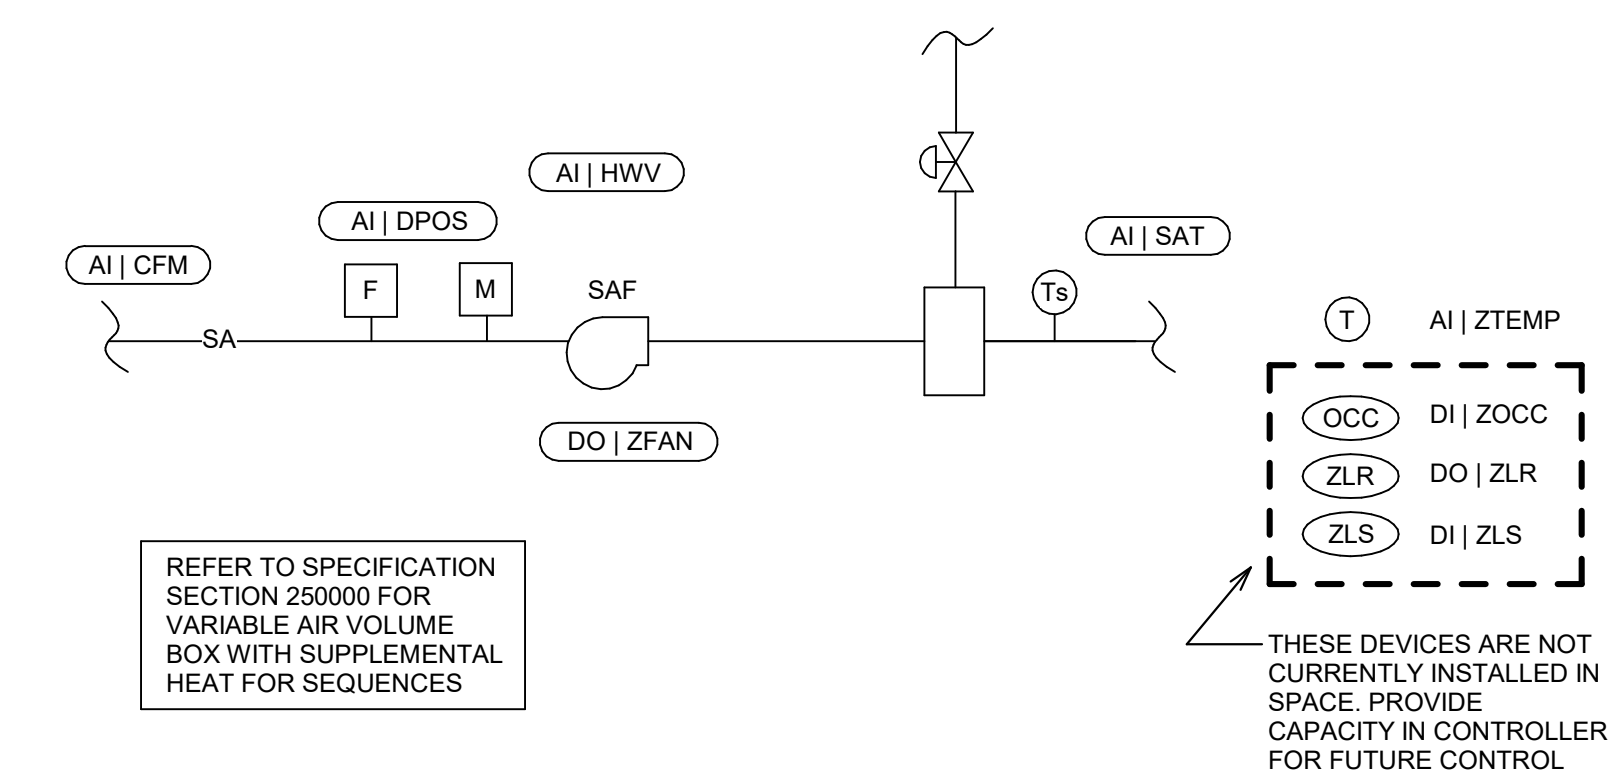 AI | HWV
AI | DPOS
AI | SAT
AI | CFM
F
M
SAF
Ts
SA
T
AI | ZTEMP
OCC
DI | ZOCC
DO | ZFAN
ZLR
DO | ZLR
ZLS
DI | ZLS
REFER TO SPECIFICATION
SECTION 250000 FOR
VARIABLE AIR VOLUME
BOX WITH SUPPLEMENTAL
HEAT FOR SEQUENCES
THESE DEVICES ARE NOT
CURRENTLY INSTALLED IN
SPACE. PROVIDE
CAPACITY IN CONTROLLER
FOR FUTURE CONTROL